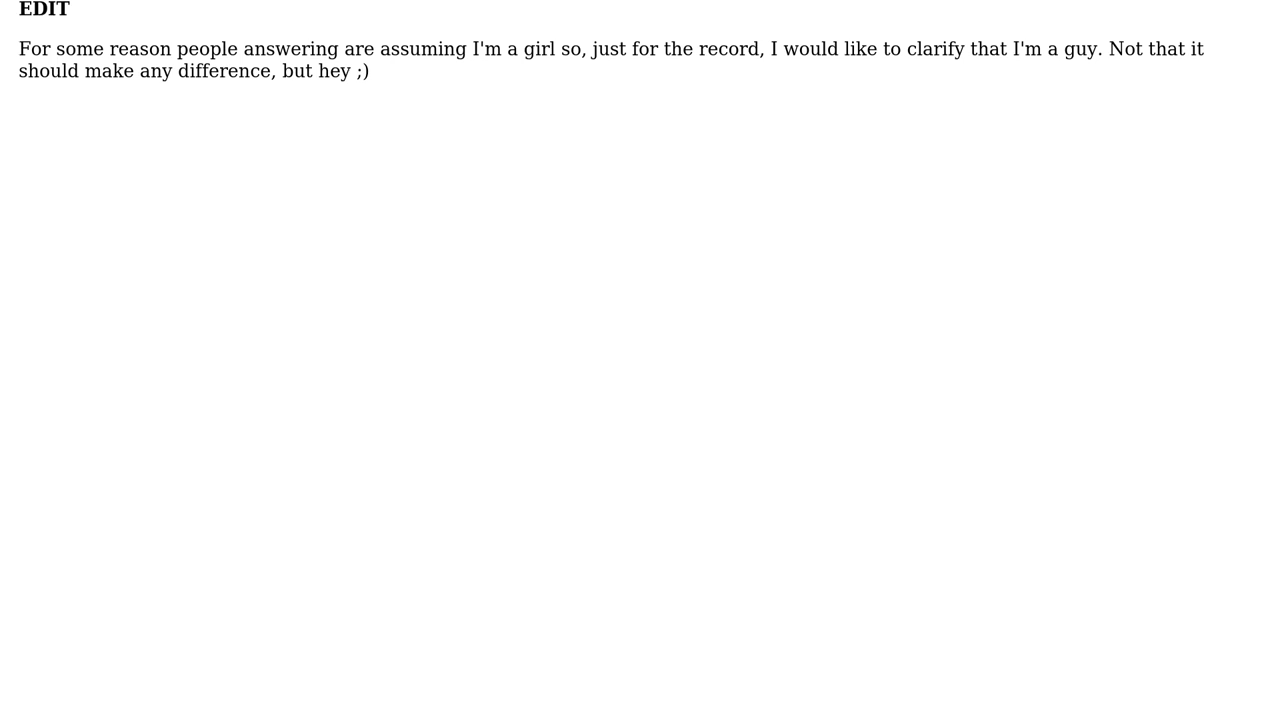 EDIT
For some reason people answering are assuming I'm a girl so, just for the record, I would like to clarify that I'm a guy. Not that it
should make any difference, but hey ;)